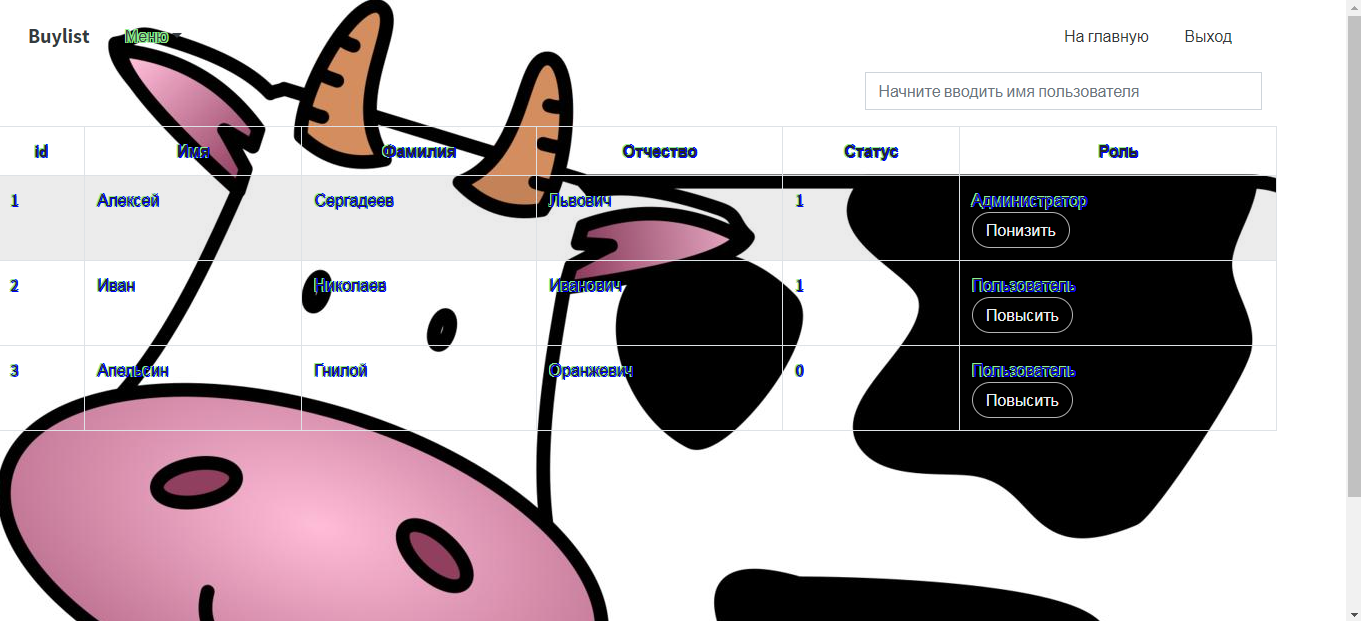 Buylist Меню На главную Выход
Начните вводить имя пользователя
id Имя Фамилия Отчество Статус Роль
1 Алексей Сергадеев Львович 1 Администратор
Понизить
2 Иван Николаев Иванович 1 Пользователь
Повысить
3 Апельсин Гнилой Оранжевич 0 Пользователь
Повысить